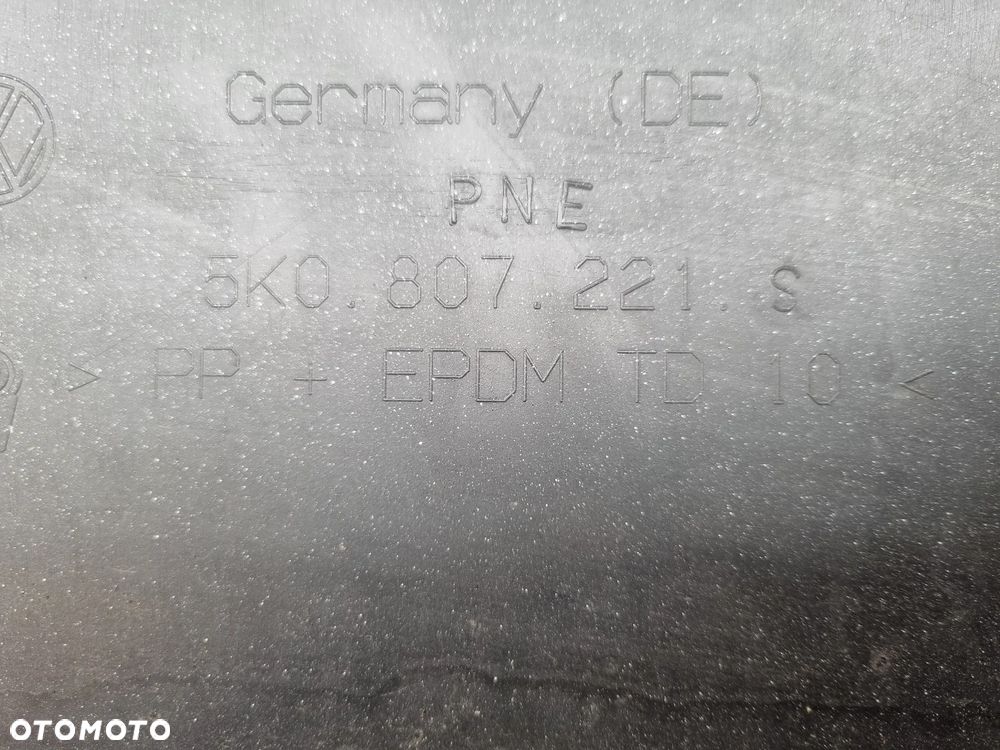 Germany (DE)
PNE
5K0.807.221.S
> PP + EPDM TD 10 <
OTOMOTO